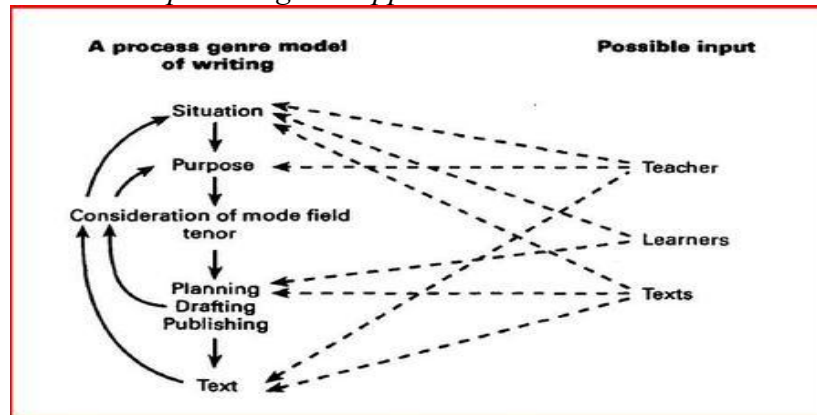 A process genre model
of writing
Possible input
Situation
Purpose
Teacher
Consideration of mode field
tenor
Learners
Planning
Drafting
Publishing
Texts
Text